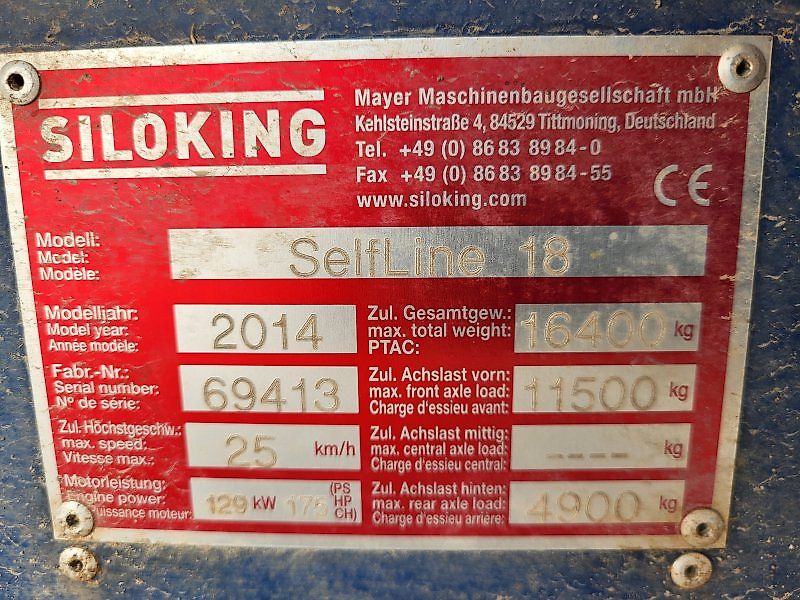 SILOKING
Mayer Maschinenbaugesellschaft mbH
Kehlsteinstraße 4, 84529 Tittmoning, Deutschland
Tel. +49 (0) 86 83 89 84-0
Fax +49 (0) 86 83 89 84-55
www.siloking.com
CE
Modell:
Model:
Modèle:
SelfLine 18
Modelljahr:
Model year:
Année modèle:
2014
Zul. Gesamtgew.:
max. total weight:
PTAC:
16400 kg
Fabr.-Nr.:
Serial number:
N° de série:
69413
Zul. Achslast vorn:
max. front axle load:
Charge d'essieu avant:
11500 kg
Zul. Höchstgeschw.:
max. speed:
Vitesse max.:
25 km/h
Zul. Achslast mittig:
max. central axle load:
Charge d'essieu central:
---- kg
Motorleistung:
Engine power:
Puissance moteur:
129 kW 175 (PS
HP
CH)
Zul. Achslast hinten:
max. rear axle load:
Charge d'essieu arrière:
4900 kg